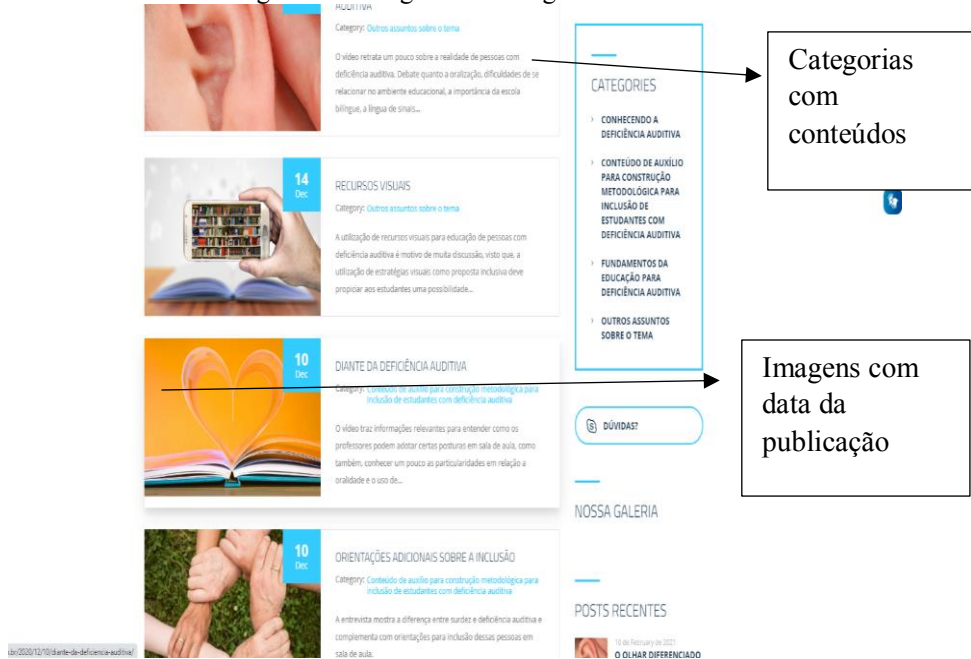 AUDITIVA
Category: Outros assuntos sobre o tema
O vídeo retrata um pouco sobre a realidade de pessoas com
deficiência auditiva. Debate quanto a oralização, dificuldades de se
relacionar no ambiente educacional, a importância da escola
bilíngue, a língua de sinais...
14
Dec
RECURSOS VISUAIS
Category: Outros assuntos sobre o tema
A utilização de recursos visuais para educação de pessoas com
deficiência auditiva é motivo de muita discussão, visto que, a
utilização de estratégias visuais como proposta inclusiva deve
propiciar aos estudantes uma possibilidade...
10
Dec
DIANTE DA DEFICIÊNCIA AUDITIVA
Category: Conteúdo de auxílio para construção metodológica para
inclusão de estudantes com deficiência auditiva
O vídeo traz informações relevantes para entender como os
professores podem adotar certas posturas em sala de aula, como
também, conhecer um pouco as particularidades em relação a
oralidade e o uso de...
10
Dec
ORIENTAÇÕES ADICIONAIS SOBRE A INCLUSÃO
Category: Conteúdo de auxílio para construção metodológica para
inclusão de estudantes com deficiência auditiva
A entrevista mostra a diferença entre surdez e deficiência auditiva e
complementa com orientações para inclusão dessas pessoas em
sala de aula.
CATEGORIES
› CONHECENDO A
DEFICIÊNCIA AUDITIVA
› CONTEÚDO DE AUXÍLIO
PARA CONSTRUÇÃO
METODOLÓGICA PARA
INCLUSÃO DE
ESTUDANTES COM
DEFICIÊNCIA AUDITIVA
› FUNDAMENTOS DA
EDUCAÇÃO PARA
DEFICIÊNCIA AUDITIVA
› OUTROS ASSUNTOS
SOBRE O TEMA
DÚVIDAS?
NOSSA GALERIA
POSTS RECENTES
10 de February de 2021
O OLHAR DIFERENCIADO
Categorias
com
conteúdos
Imagens com
data da
publicação
.br/2020/12/10/diante-da-deficiencia-auditiva/